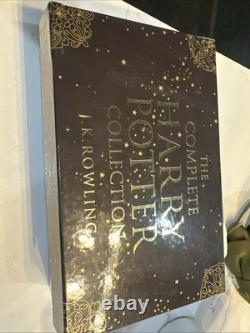 THE
COMPLETE
HARRY
POTTER
COLLECTION
J.K.ROWLING